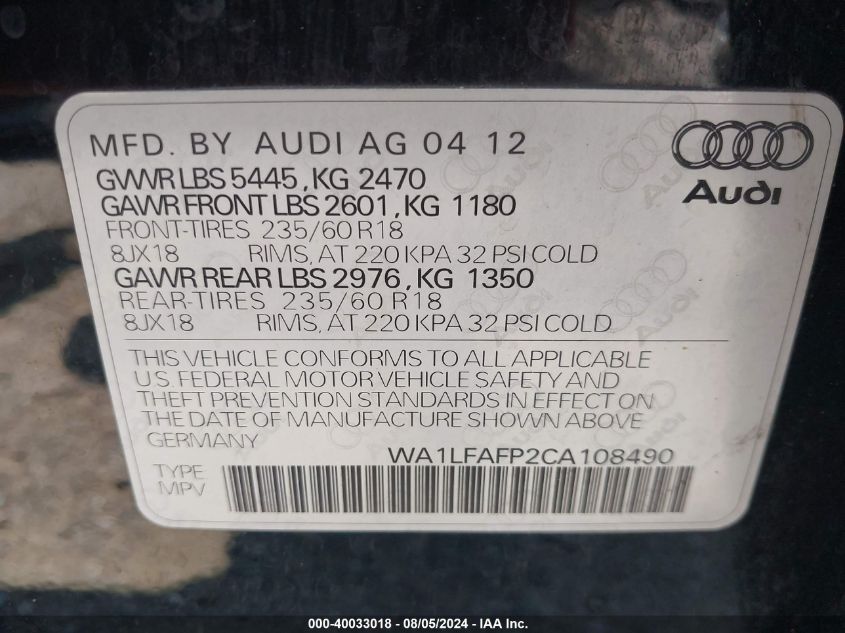 MFD. BY AUDI AG 04 12
Audi
GVWR LBS 5445, KG 2470
GAWR FRONT LBS 2601, KG 1180
FRONT-TIRES 235/60 R18
8JX18 RIMS, AT 220 KPA 32 PSI COLD
GAWR REAR LBS 2976, KG 1350
REAR-TIRES 235/60 R18
8JX18 RIMS, AT 220 KPA 32 PSI COLD
THIS VEHICLE CONFORMS TO ALL APPLICABLE
U.S. FEDERAL MOTOR VEHICLE SAFETY AND
THEFT PREVENTION STANDARDS IN EFFECT ON
THE DATE OF MANUFACTURE SHOWN ABOVE
GERMANY
WA1LFAFP2CA108490
TYPE
MPV
000-40033018 - 08/05/2024 - IAA Inc.